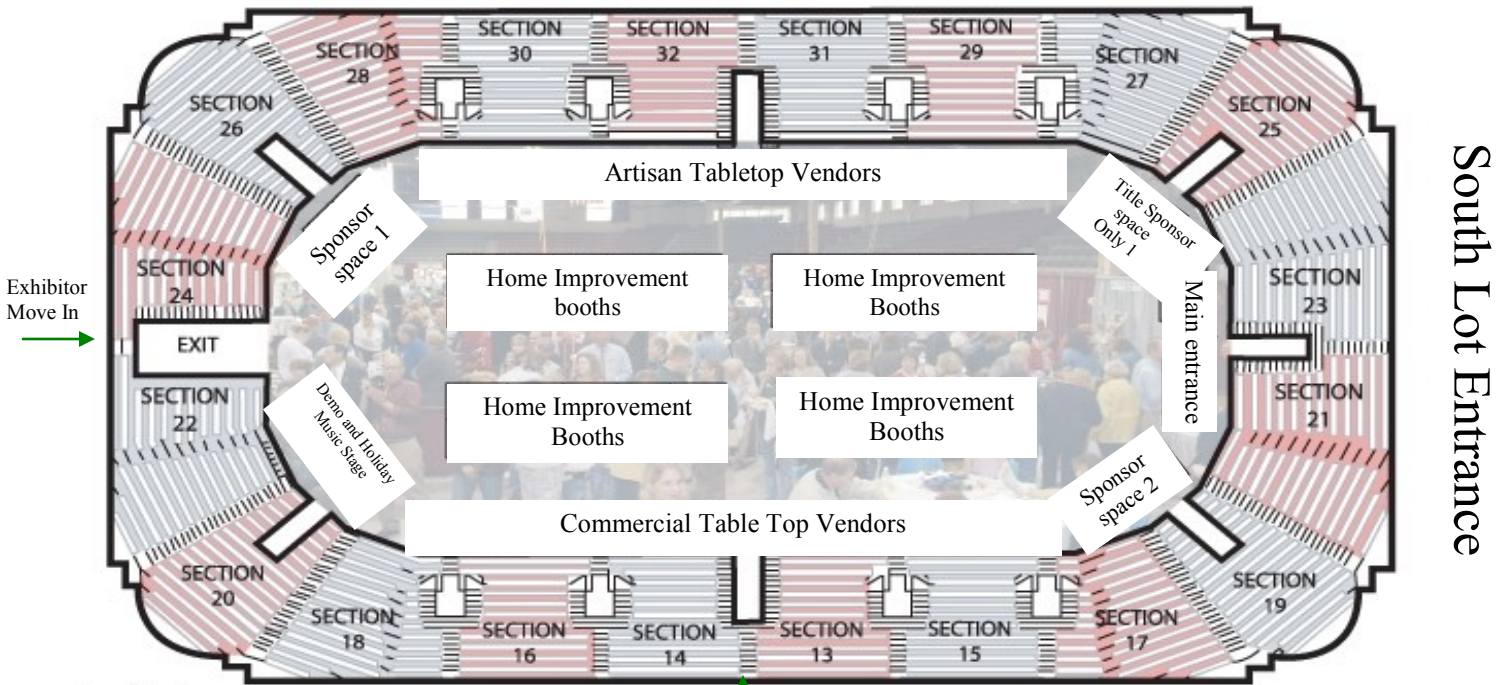 SECTION
30
SECTION
32
SECTION
31
SECTION
29
SECTION
28
SECTION
27
SECTION
26
SECTION
25
Artisan Tabletop Vendors
Sponsor
space 1
Title Sponsor
space
Only 1
SECTION
24
Home Improvement
booths
Home Improvement
Booths
SECTION
23
Exhibitor
Move In
EXIT
Main entrance
South Lot Entrance
SECTION
22
Demo and Holiday
Music Stage
Home Improvement
Booths
Home Improvement
Booths
SECTION
21
Sponsor
space 2
Commercial Table Top Vendors
SECTION
20
SECTION
19
SECTION
18
SECTION
16
SECTION
14
SECTION
13
SECTION
15
SECTION
17